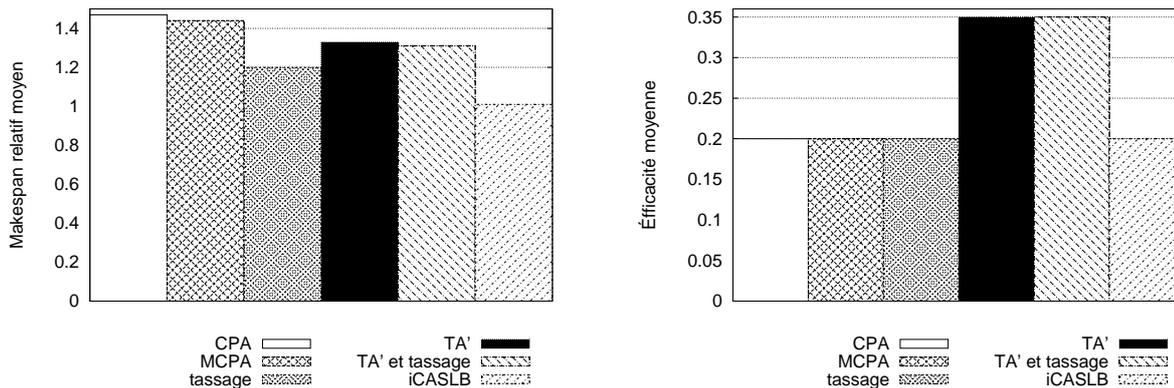 Makespan relatif moyen
1.4
1.2
1
0.8
0.6
0.4
0.2
0
CPA
MCPA
tassage
TA'
TA' et tassage
iCASLB
Éfficacité moyenne
0.35
0.3
0.25
0.2
0.15
0.1
0.05
0
CPA
MCPA
tassage
TA'
TA' et tassage
iCASLB